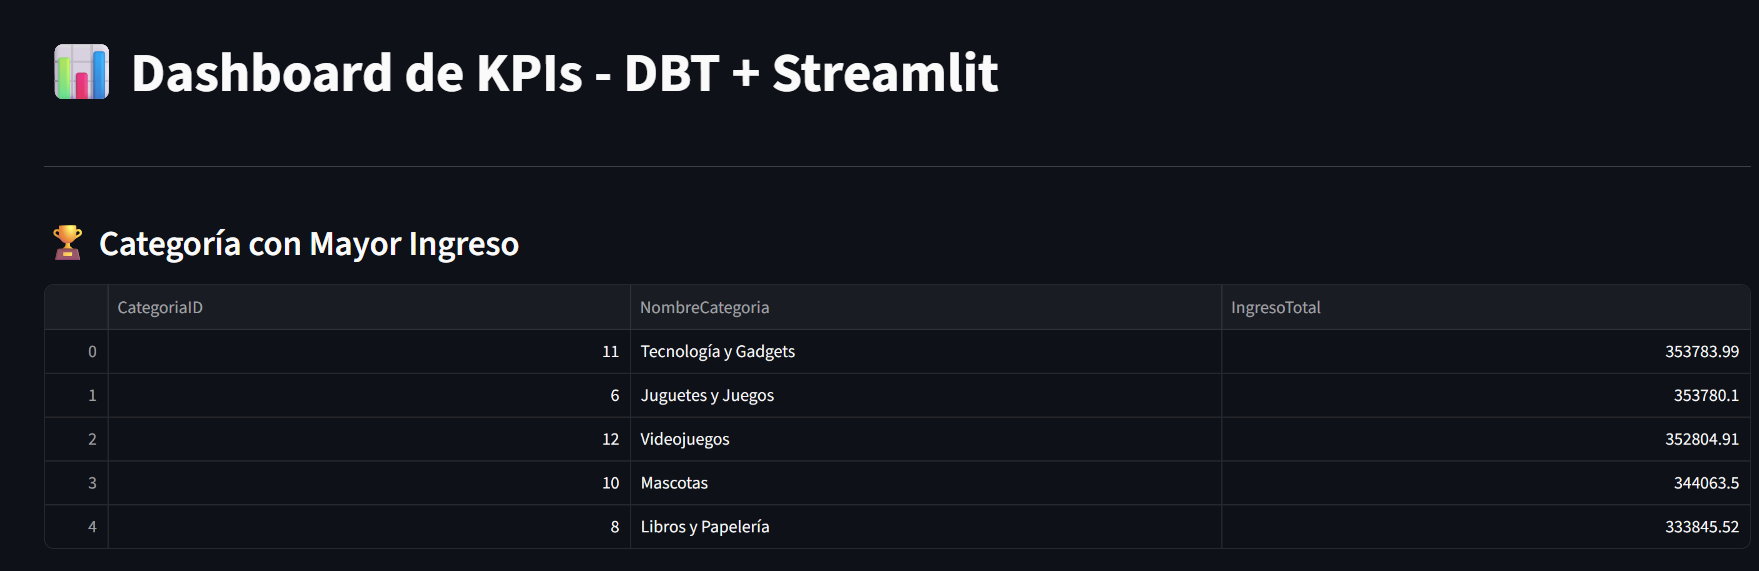 Dashboard de KPIs - DBT + Streamlit
Categoría con Mayor Ingreso
CategoriaID NombreCategoria IngresoTotal
0 11 Tecnología y Gadgets 353783.99
1 6 Juguetes y Juegos 353780.1
2 12 Videojuegos 352804.91
3 10 Mascotas 344063.5
4 8 Libros y Papelería 333845.52